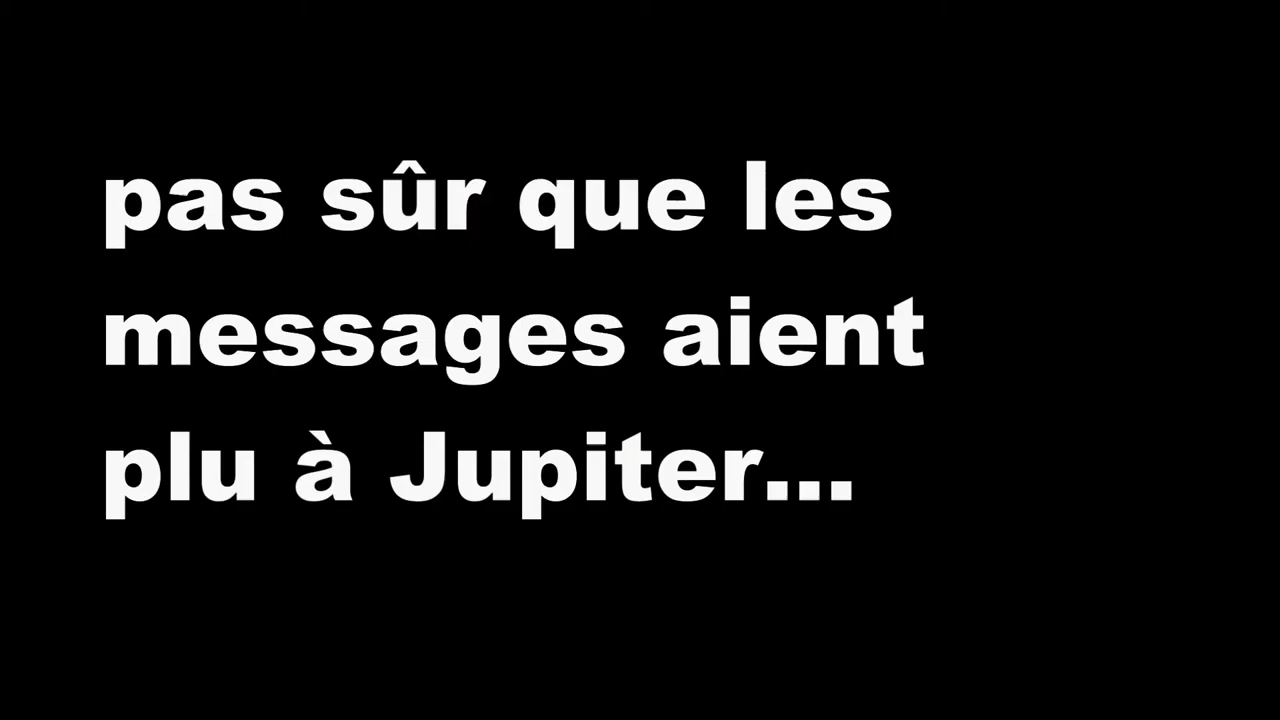 pas sûr que les
messages aient
plu à Jupiter...